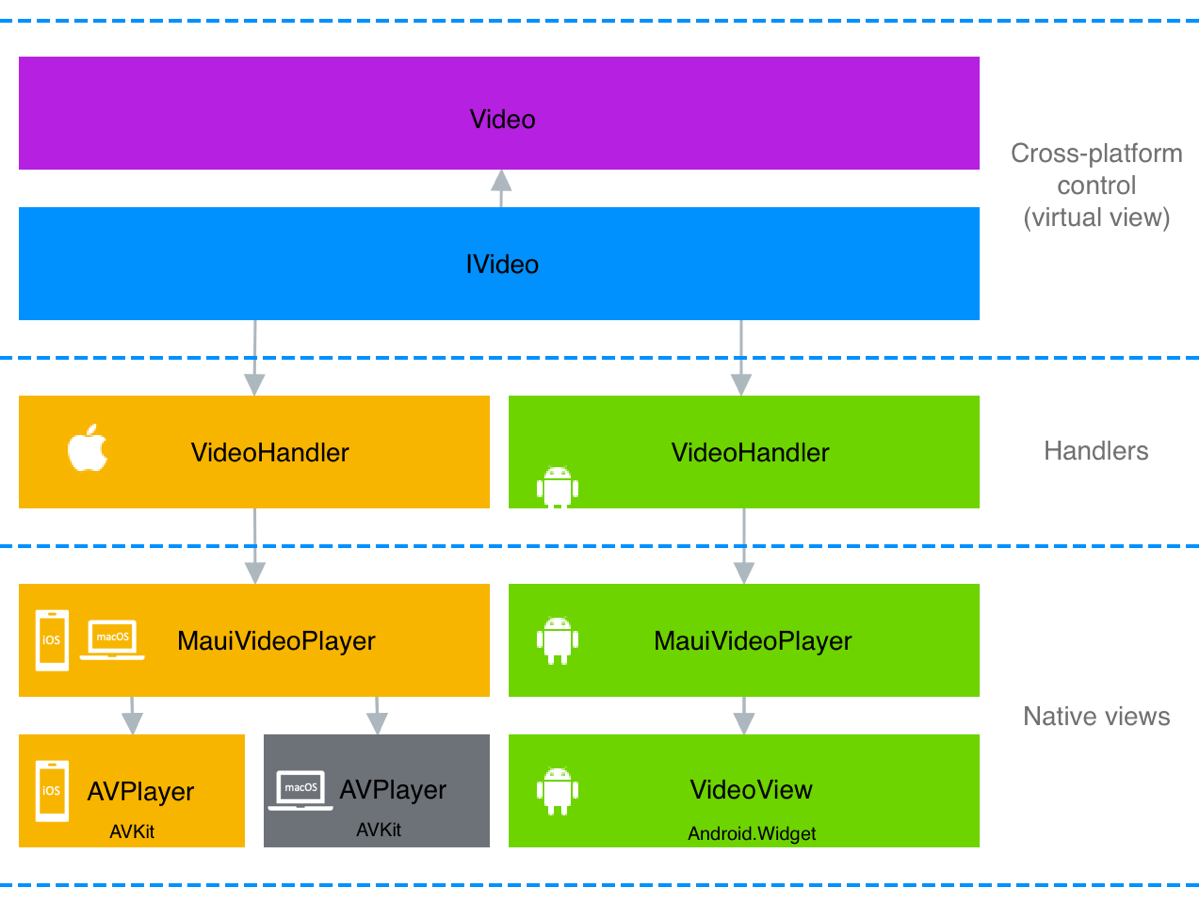 Video
Cross-platform
control
(virtual view)
IVideo
VideoHandler
VideoHandler
Handlers
iOS
macOS
MauiVideoPlayer
MauiVideoPlayer
Native views
iOS
AVPlayer
AVKit
macOS
AVPlayer
AVKit
VideoView
Android.Widget